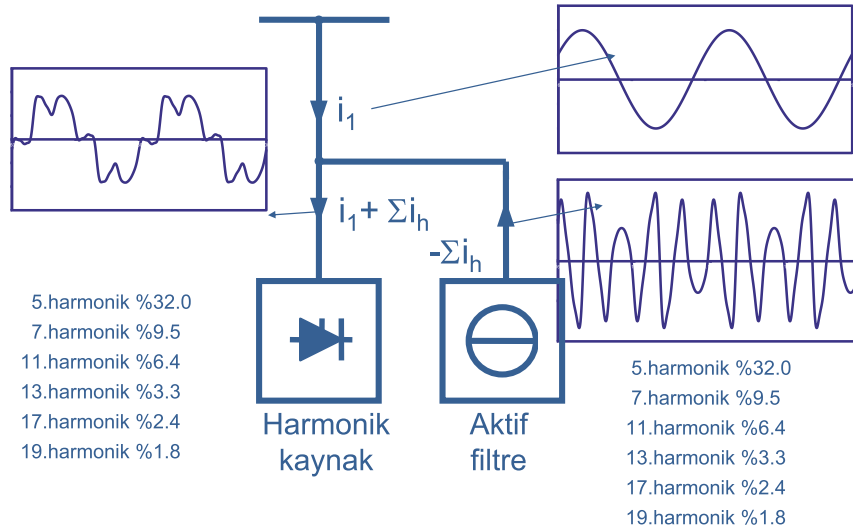 i₁
i₁+ Σiₕ
-Σiₕ
5.harmonik %32.0
7.harmonik %9.5
11.harmonik %6.4
13.harmonik %3.3
17.harmonik %2.4
19.harmonik %1.8
Harmonik
kaynak
Aktif
filtre
5.harmonik %32.0
7.harmonik %9.5
11.harmonik %6.4
13.harmonik %3.3
17.harmonik %2.4
19.harmonik %1.8